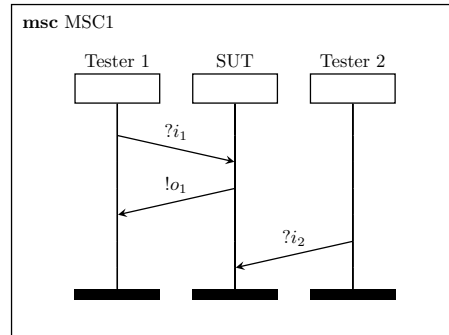 msc MSC1
Tester 1 SUT Tester 2
?i₁
!o₁
?i₂